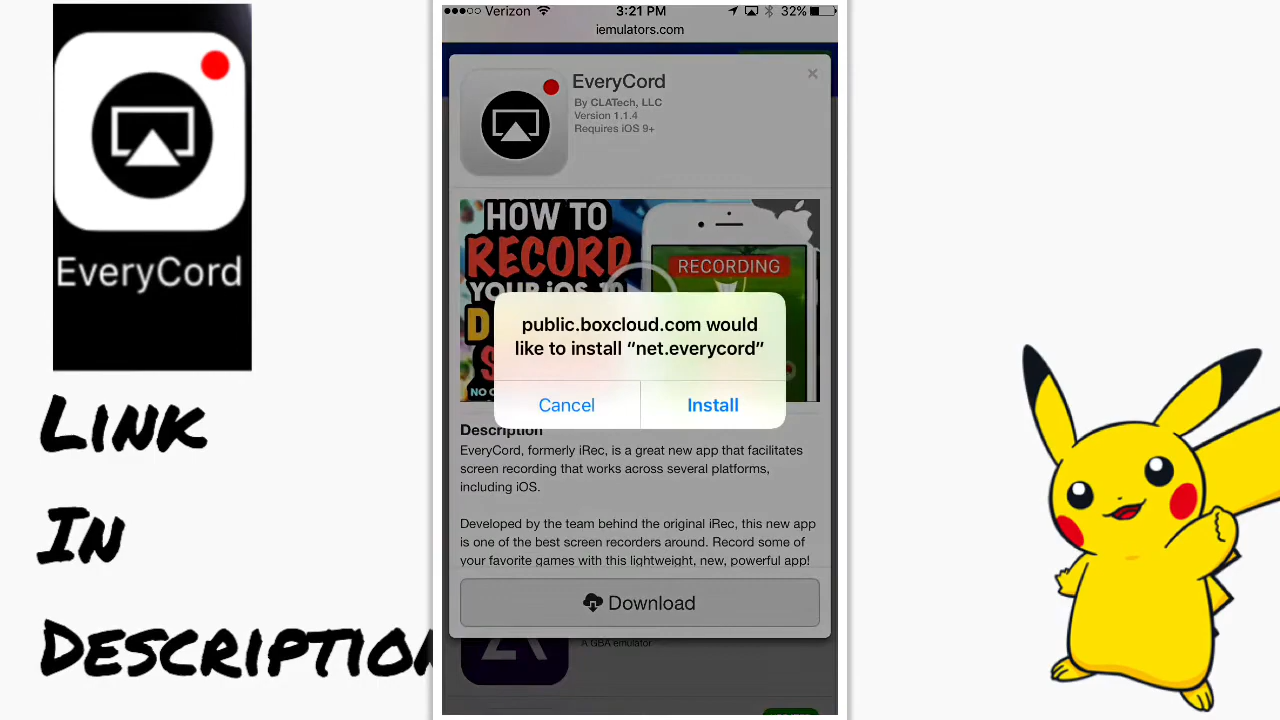 EveryCord
Link
In
Description
Verizon 3:21 PM 32%
iemulators.com
EveryCord
By CLATech, LLC
Version 1.1.4
Requires iOS 9+
HOW TO
RECORD
RECORDING
public.boxcloud.com would
like to install “net.everycord”
Cancel Install
Description
EveryCord, formerly iRec, is a great new app that facilitates
screen recording that works across several platforms,
including iOS.
Developed by the team behind the original iRec, this new app
is one of the best screen recorders around. Record some of
your favorite games with this lightweight, new, powerful app!
Download
A GBA emulator